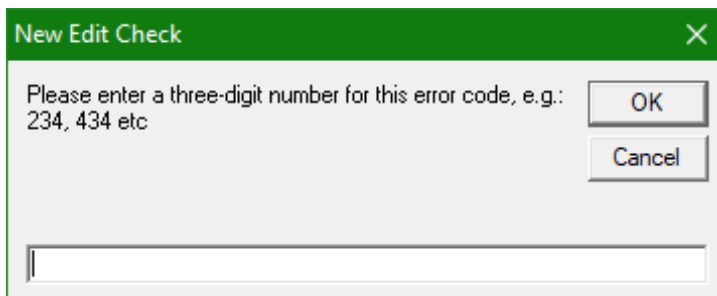 New Edit Check
Please enter a three-digit number for this error code, e.g.:
234, 434 etc
OK
Cancel